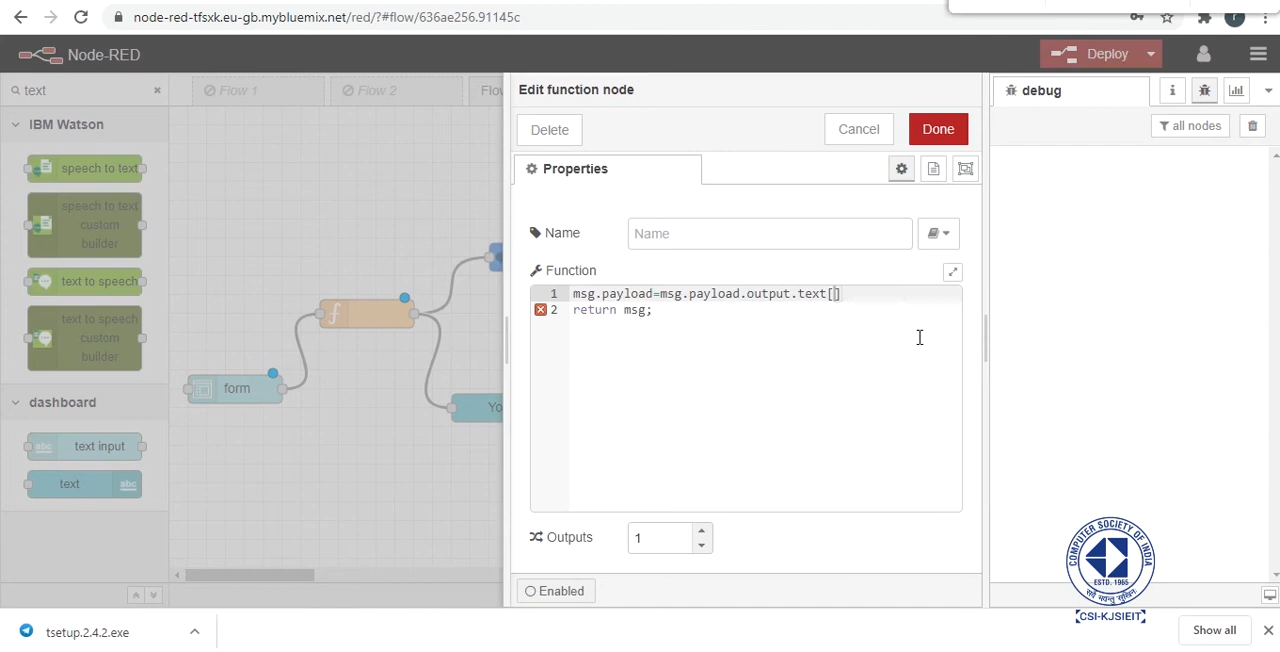 node-red-tfsxk.eu-gb.mybluemix.net/red/?#flow/636ae256.91145c
r
Node-RED
Deploy
text
Flow 1
Flow 2
Flow
Edit function node
debug
IBM Watson
Delete
Cancel
Done
all nodes
speech to text
Properties
speech to text
custom
builder
Name
Name
text to speech
Function
text to speech
custom
builder
1 msg.payload=msg.payload.output.text[]
2 return msg;
form
dashboard
Yo
text input
abc
text
abc
Outputs
1
Enabled
COMPUTER SOCIETY OF INDIA
ESTD. 1965
[CSI-KJSIEIT]
tsetup.2.4.2.exe
Show all